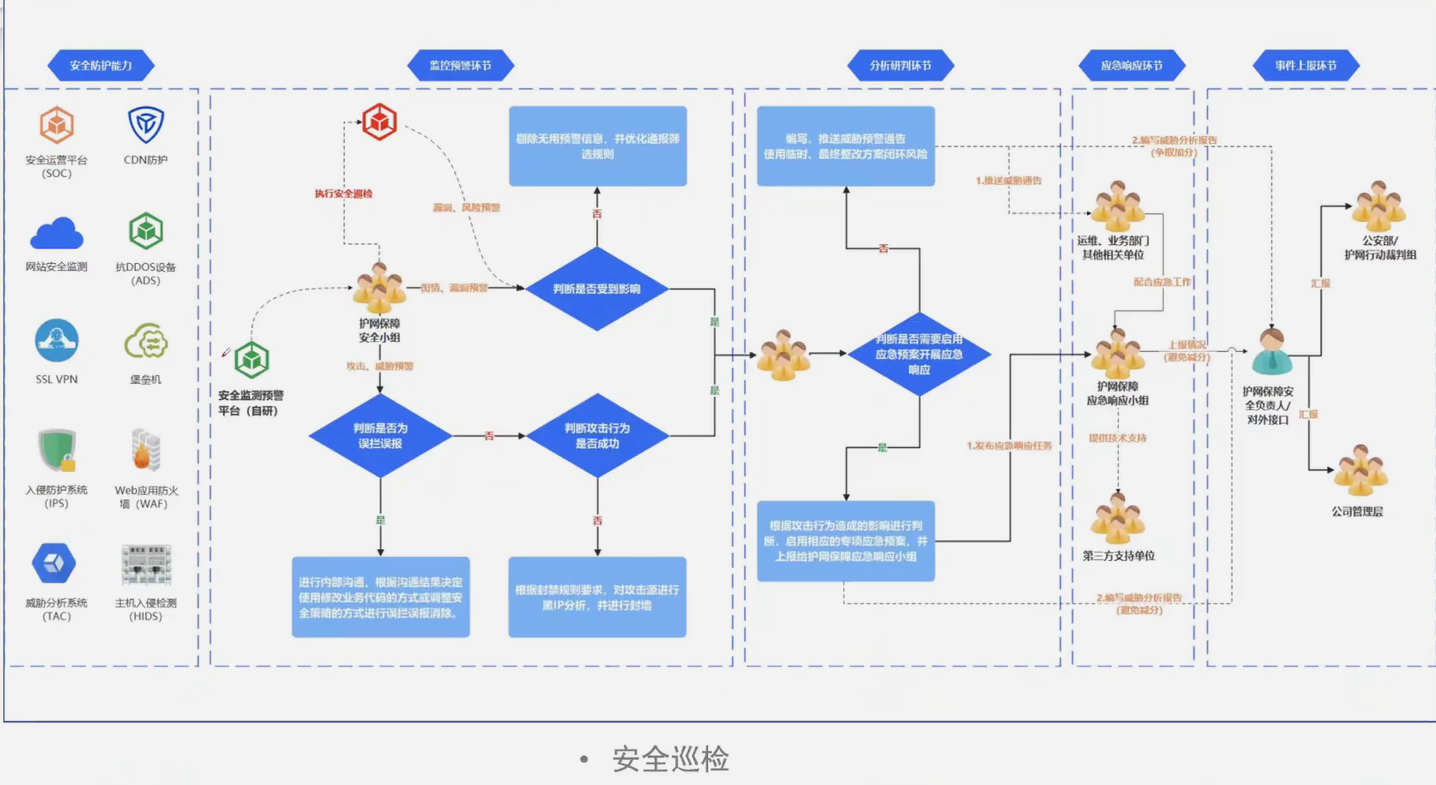 安全防护能力
监控预警环节
分析研判环节
应急响应环节
事件上报环节
安全运营平台
(SOC)
CDN防护
网站安全监测
抗DDOS设备
(ADS)
SSL VPN
堡垒机
入侵防护系统
(IPS)
Web应用防火
墙（WAF）
威胁分析系统
(TAC)
主机入侵检测
(HIDS)
执行安全巡检
漏洞、风险预警
剔除无用预警信息，并优化通报筛
选规则
否
护网保障
安全小组
舆情、漏洞预警
判断是否受到影响
是
安全监测预警
平台（自研）
攻击、威胁预警
判断是否为
误拦误报
否
判断攻击行为
是否成功
是
是
否
进行内部沟通，根据沟通结果决定
使用修改业务代码的方式或调整安
全策略的方式进行误拦误报消除。
根据封禁规则要求，对攻击源进行
黑IP分析，并进行封墙
编写、推送威胁预警通告
使用临时、最终整改方案闭环风险
否
判断是否需要启用
应急预案开展应急
响应
是
根据攻击行为造成的影响进行判
断，启用相应的专项应急预案，并
上报给护网保障应急响应小组
1.推送威胁通告
2.编写威胁分析报告
(争取加分)
运维、业务部门
其他相关单位
配合应急工作
护网保障
应急响应小组
上报情况
(避免减分)
1.发布应急响应任务
提供技术支持
第三方支持单位
2.编写威胁分析报告
(避免减分)
护网保障安
全负责人/
对外接口
汇报
公安部/
护网行动裁判组
汇报
公司管理层
• 安全巡检